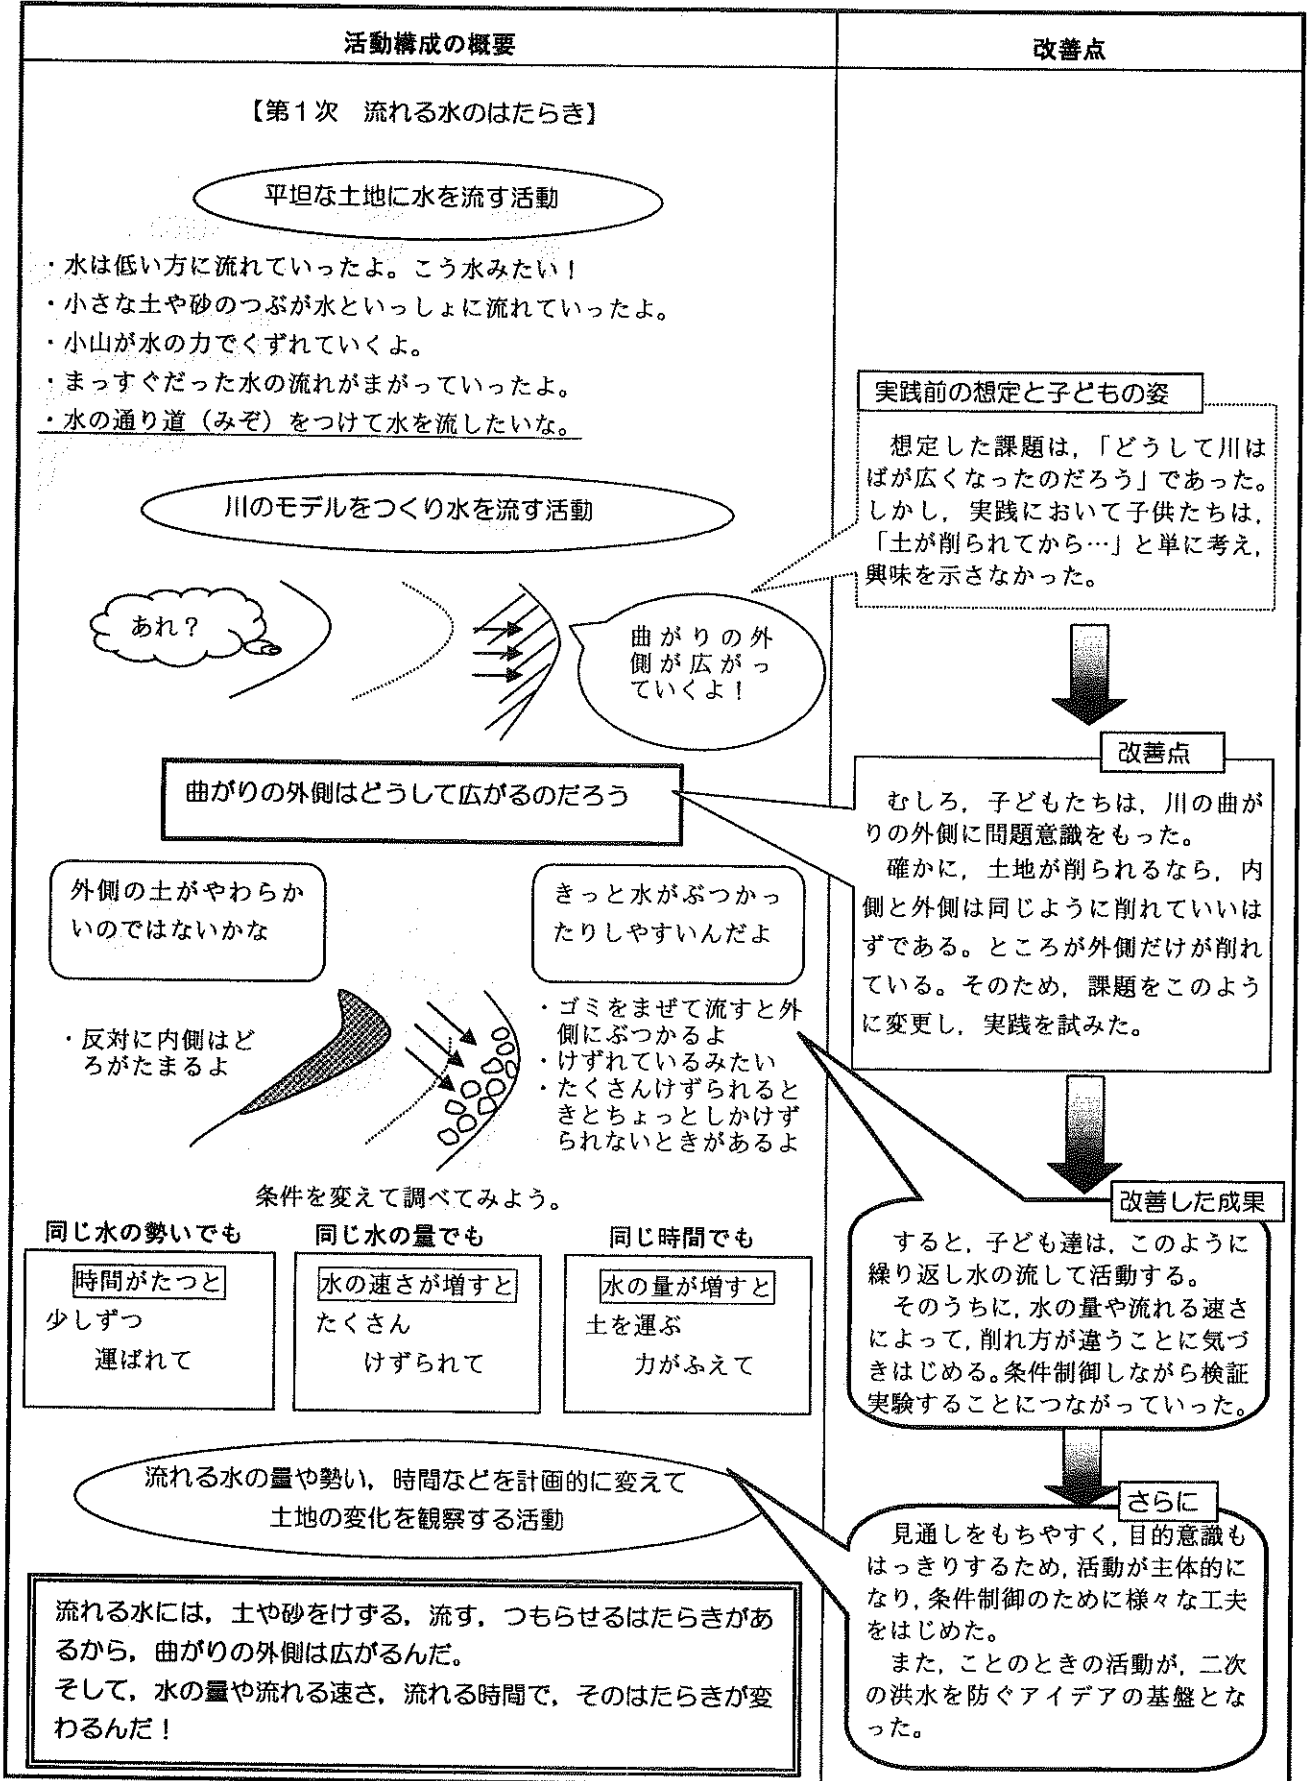 活動構成の概要
改善点
【第1次　流れる水のはたらき】
平坦な土地に水を流す活動
・水は低い方に流れていったよ。こう水みたい！
・小さな土や砂のつぶが水といっしょに流れていったよ。
・小山が水の力でくずれていくよ。
・まっすぐだった水の流れがまがっていったよ。
・水の通り道（みぞ）をつけて水を流したいな。
川のモデルをつくり水を流す活動
あれ？
曲がりの外
側が広がっ
ていくよ！
曲がりの外側はどうして広がるのだろう
外側の土がやわらか
いのではないかな
きっと水がぶつかっ
たりしやすいんだよ
・反対に内側はど
ろがたまるよ
・ゴミをまぜて流すと外
側にぶつかるよ
・けずれているみたい
・たくさんけずられると
きとちょっとしかけず
られないときがあるよ
条件を変えて調べてみよう。
同じ水の勢いでも
時間がたつと
少しずつ
運ばれて
同じ水の量でも
水の速さが増すと
たくさん
けずられて
同じ時間でも
水の量が増すと
土を運ぶ
力がふえて
流れる水の量や勢い，時間などを計画的に変えて
土地の変化を観察する活動
流れる水には，土や砂をけずる，流す，つもらせるはたらきがあ
るから，曲がりの外側は広がるんだ。
そして，水の量や流れる速さ，流れる時間で，そのはたらきが変
わるんだ！
実践前の想定と子どもの姿
想定した課題は，「どうして川は
ばが広くなったのだろう」であった。
しかし，実践において子供たちは，
「土が削られてから…」と単に考え，
興味を示さなかった。
改善点
むしろ，子どもたちは，川の曲が
りの外側に問題意識をもった。
確かに，土地が削られるなら，内
側と外側は同じように削れていいは
ずである。ところが外側だけが削れ
ている。そのため，課題をこのよう
に変更し，実践を試みた。
改善した成果
すると，子ども達は，このように
繰り返し水の流して活動する。
そのうちに，水の量や流れる速さ
によって，削れ方が違うことに気づ
きはじめる。条件制御しながら検証
実験することにつながっていった。
さらに
見通しをもちやすく，目的意識も
はっきりするため，活動が主体的に
なり，条件制御のために様々な工夫
をはじめた。
また，ことのときの活動が，二次
の洪水を防ぐアイデアの基盤とな
った。